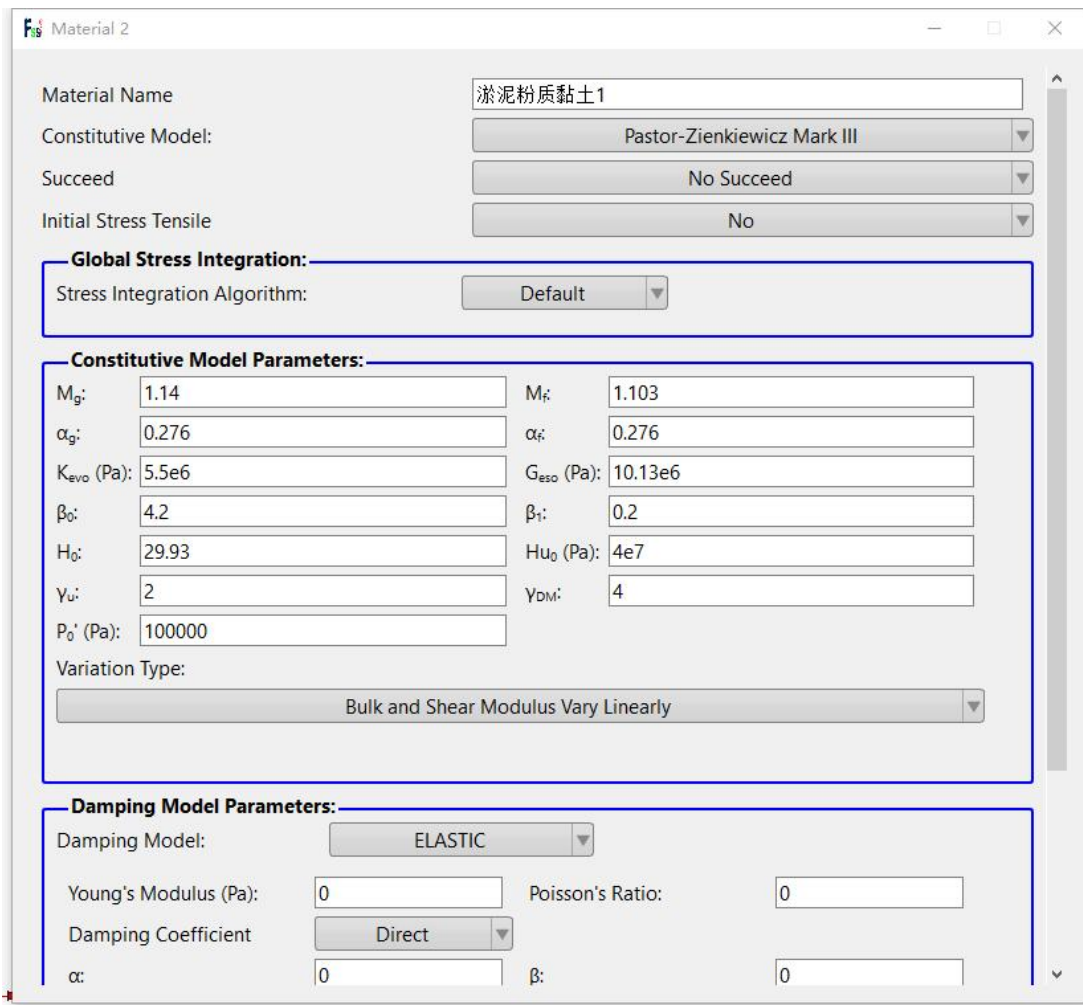 FssI Material 2
Material Name 淤泥粉质黏土1
Constitutive Model: Pastor-Zienkiewicz Mark III
Succeed No Succeed
Initial Stress Tensile No
Global Stress Integration:
Stress Integration Algorithm: Default
Constitutive Model Parameters:
Mg: 1.14 Mf: 1.103
αg: 0.276 αf: 0.276
Kevo (Pa): 5.5e6 Geso (Pa): 10.13e6
β0: 4.2 β1: 0.2
H0: 29.93 Hu0 (Pa): 4e7
γu: 2 γDM: 4
P0' (Pa): 100000
Variation Type:
Bulk and Shear Modulus Vary Linearly
Damping Model Parameters:
Damping Model: ELASTIC
Young's Modulus (Pa): 0 Poisson's Ratio: 0
Damping Coefficient Direct
α: 0 β: 0